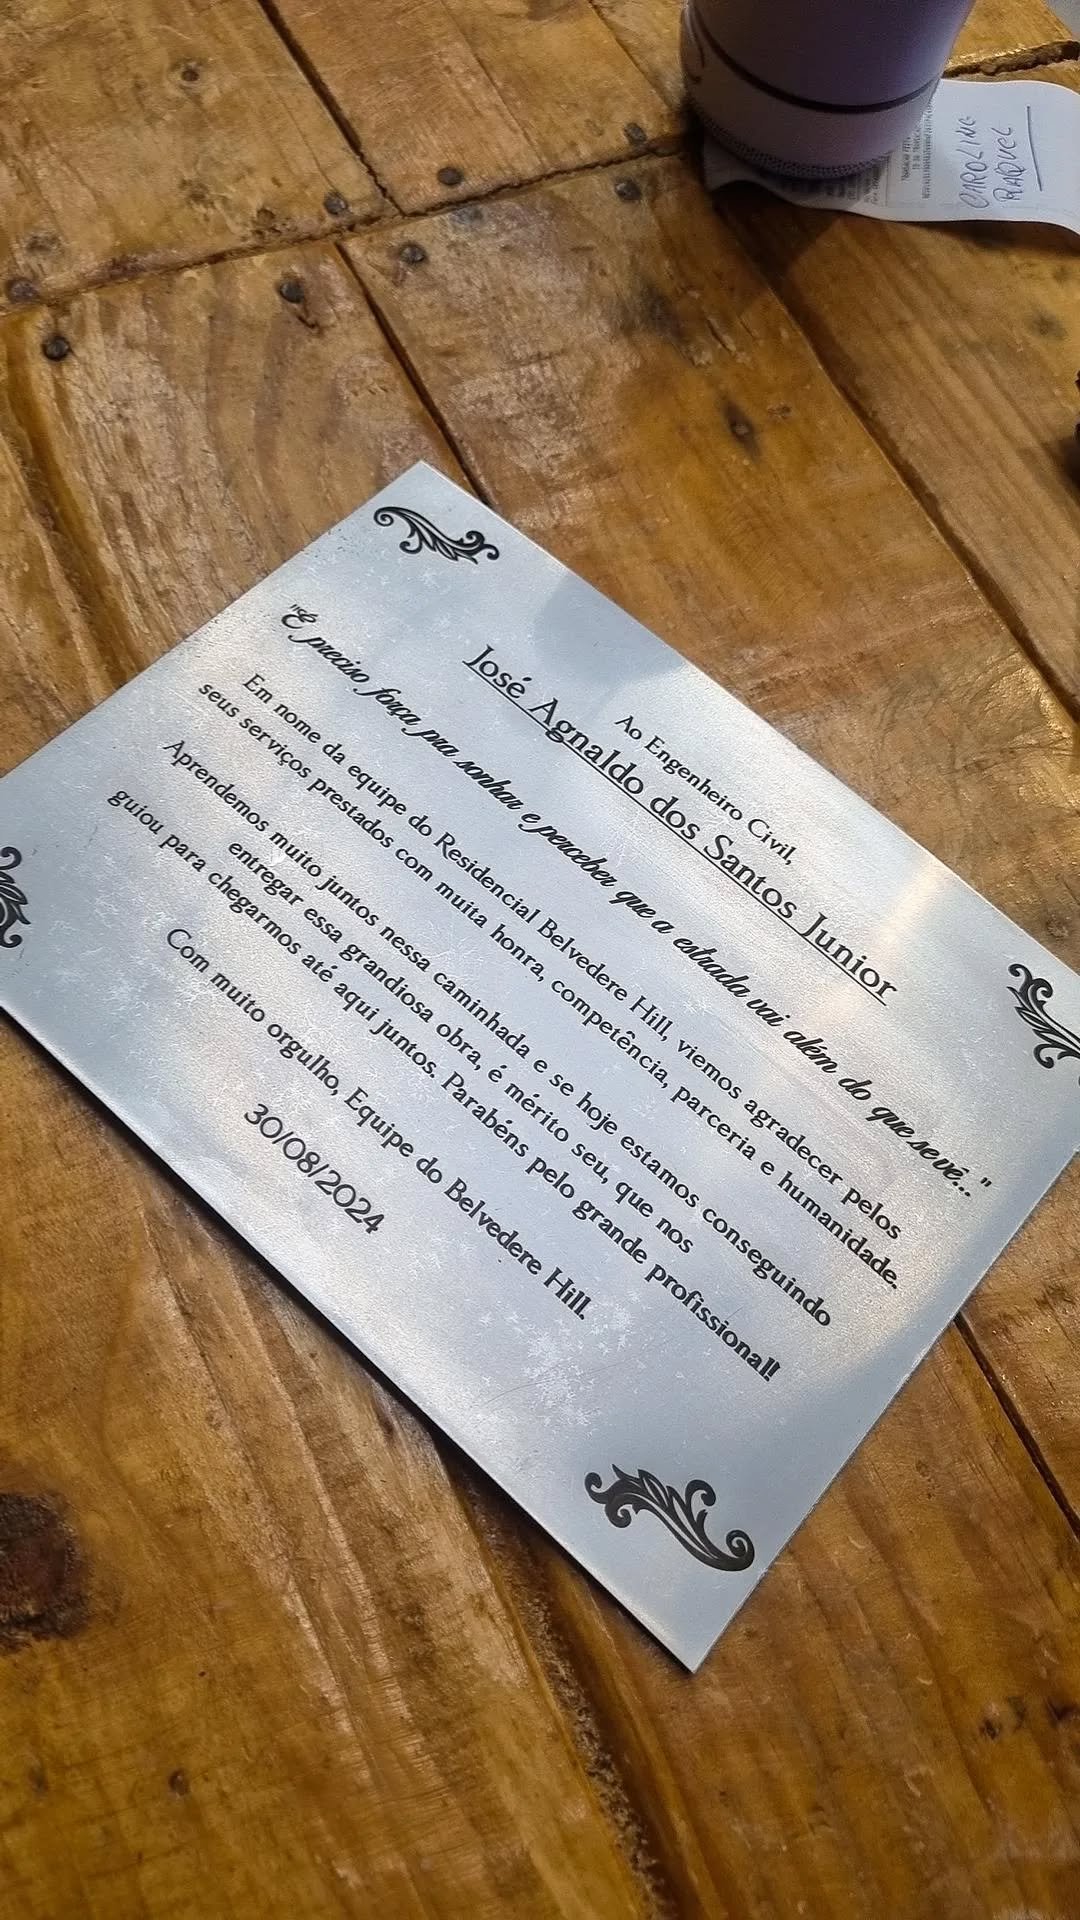 CAROLINE
RAQUEL
Ao Engenheiro Civil,
José Agnaldo dos Santos Junior
"É preciso força pra sonhar e perceber que a estrada vai além do que se vê..."
Em nome da equipe do Residencial Belvedere Hill, viemos agradecer pelos
seus serviços prestados com muita honra, competência, parceria e humanidade.
Aprendemos muito juntos nessa caminhada e se hoje estamos conseguindo
entregar essa grandiosa obra, é mérito seu, que nos
guiou para chegarmos até aqui juntos. Parabéns pelo grande profissional!
Com muito orgulho, Equipe do Belvedere Hill.
30/08/2024